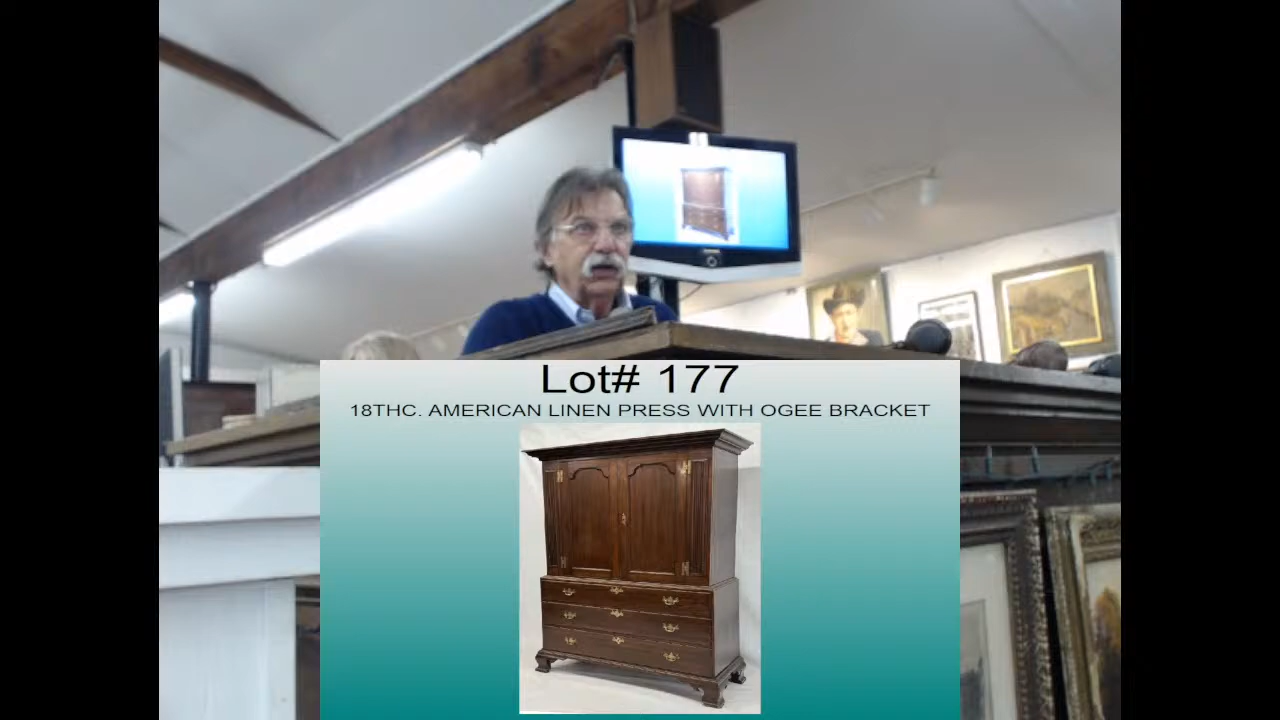 Lot# 177
18THC. AMERICAN LINEN PRESS WITH OGEE BRACKET